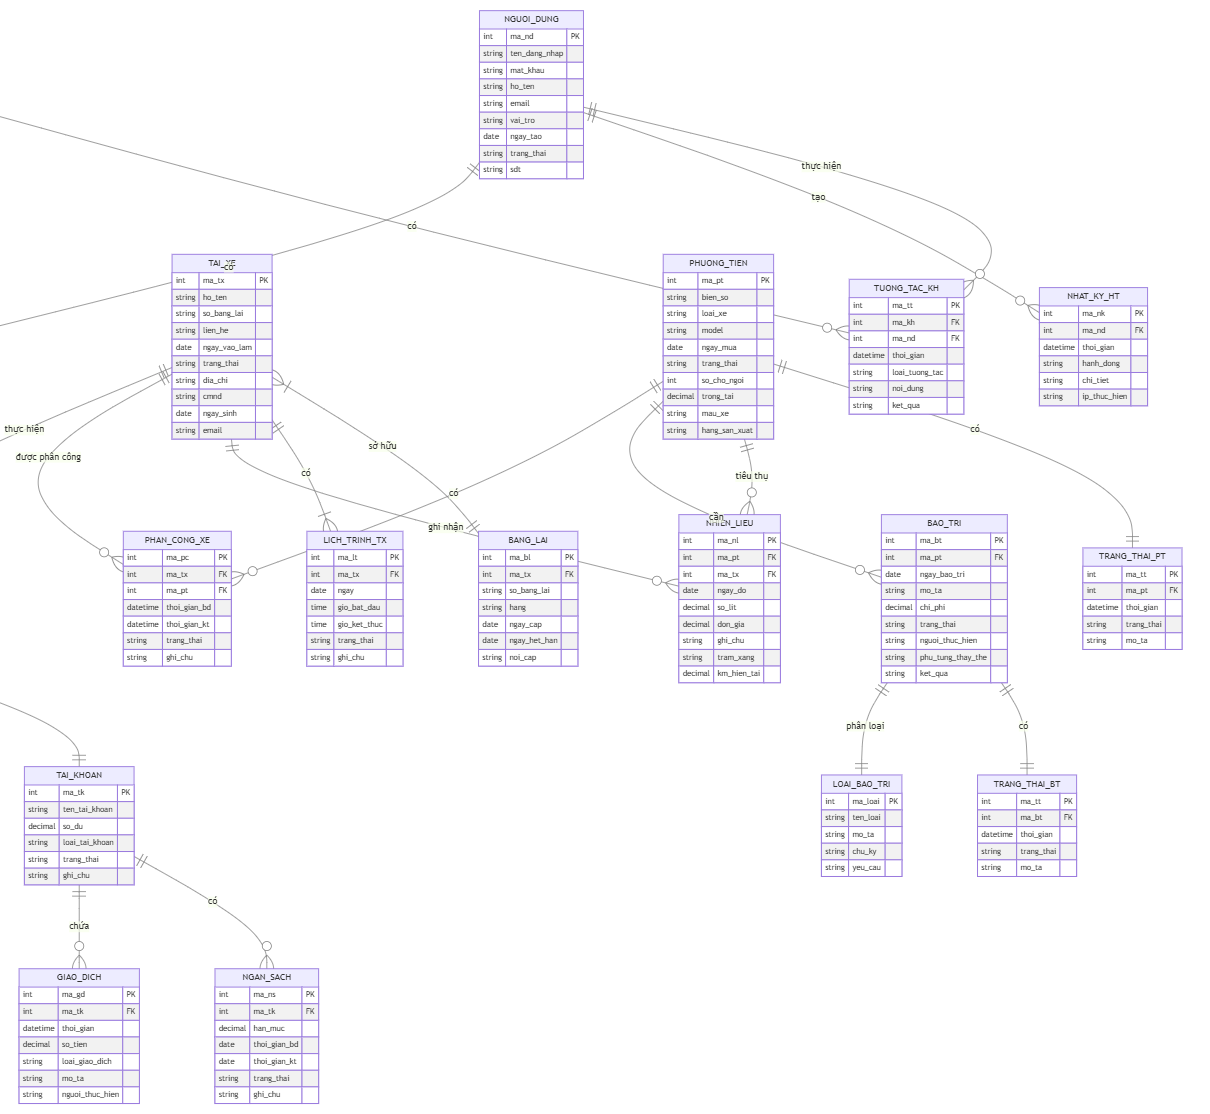 NGUOI_DUNG
int ma_nd PK
string ten_dang_nhap
string mat_khau
string ho_ten
string email
string vai_tro
date ngay_tao
string trang_thai
string sdt
thực hiện
tạo
có
có
TAI_XE
int ma_tx PK
string ho_ten
string so_bang_lai
string lien_he
date ngay_vao_lam
string trang_thai
string dia_chi
string cmnd
date ngay_sinh
string email
PHUONG_TIEN
int ma_pt PK
string bien_so
string loai_xe
string model
date ngay_mua
string trang_thai
int so_cho_ngoi
decimal trong_tai
string mau_xe
string hang_san_xuat
TUONG_TAC_KH
int ma_tt PK
int ma_kh FK
int ma_nd FK
datetime thoi_gian
string loai_tuong_tac
string noi_dung
string ket_qua
NHAT_KY_HT
int ma_nk PK
int ma_nd FK
datetime thoi_gian
string hanh_dong
string chi_tiet
string ip_thuc_hien
thực hiện
được phân công
sở hữu
có
có
ghi nhận
tiêu thụ
cần
có
PHAN_CONG_XE
int ma_pc PK
int ma_tx FK
int ma_pt FK
datetime thoi_gian_bd
datetime thoi_gian_kt
string trang_thai
string ghi_chu
LICH_TRINH_TX
int ma_lt PK
int ma_tx FK
date ngay
time gio_bat_dau
time gio_ket_thuc
string trang_thai
string ghi_chu
BANG_LAI
int ma_bl PK
int ma_tx FK
string so_bang_lai
string hang
date ngay_cap
date ngay_het_han
string noi_cap
NHIEN_LIEU
int ma_nl PK
int ma_pt FK
int ma_tx FK
date ngay_do
decimal so_lit
decimal don_gia
string ghi_chu
string tram_xang
decimal km_hien_tai
BAO_TRI
int ma_bt PK
int ma_pt FK
date ngay_bao_tri
string mo_ta
decimal chi_phi
string trang_thai
string nguoi_thuc_hien
string phu_tung_thay_the
string ket_qua
TRANG_THAI_PT
int ma_tt PK
int ma_pt FK
datetime thoi_gian
string trang_thai
string mo_ta
phân loại
có
TAI_KHOAN
int ma_tk PK
string ten_tai_khoan
decimal so_du
string loai_tai_khoan
string trang_thai
string ghi_chu
LOAI_BAO_TRI
int ma_loai PK
string ten_loai
string mo_ta
string chu_ky
string yeu_cau
TRANG_THAI_BT
int ma_tt PK
int ma_bt FK
datetime thoi_gian
string trang_thai
string mo_ta
chứa
có
GIAO_DICH
int ma_gd PK
int ma_tk FK
datetime thoi_gian
decimal so_tien
string loai_giao_dich
string mo_ta
string nguoi_thuc_hien
NGAN_SACH
int ma_ns PK
int ma_tk FK
decimal han_muc
date thoi_gian_bd
date thoi_gian_kt
string trang_thai
string ghi_chu